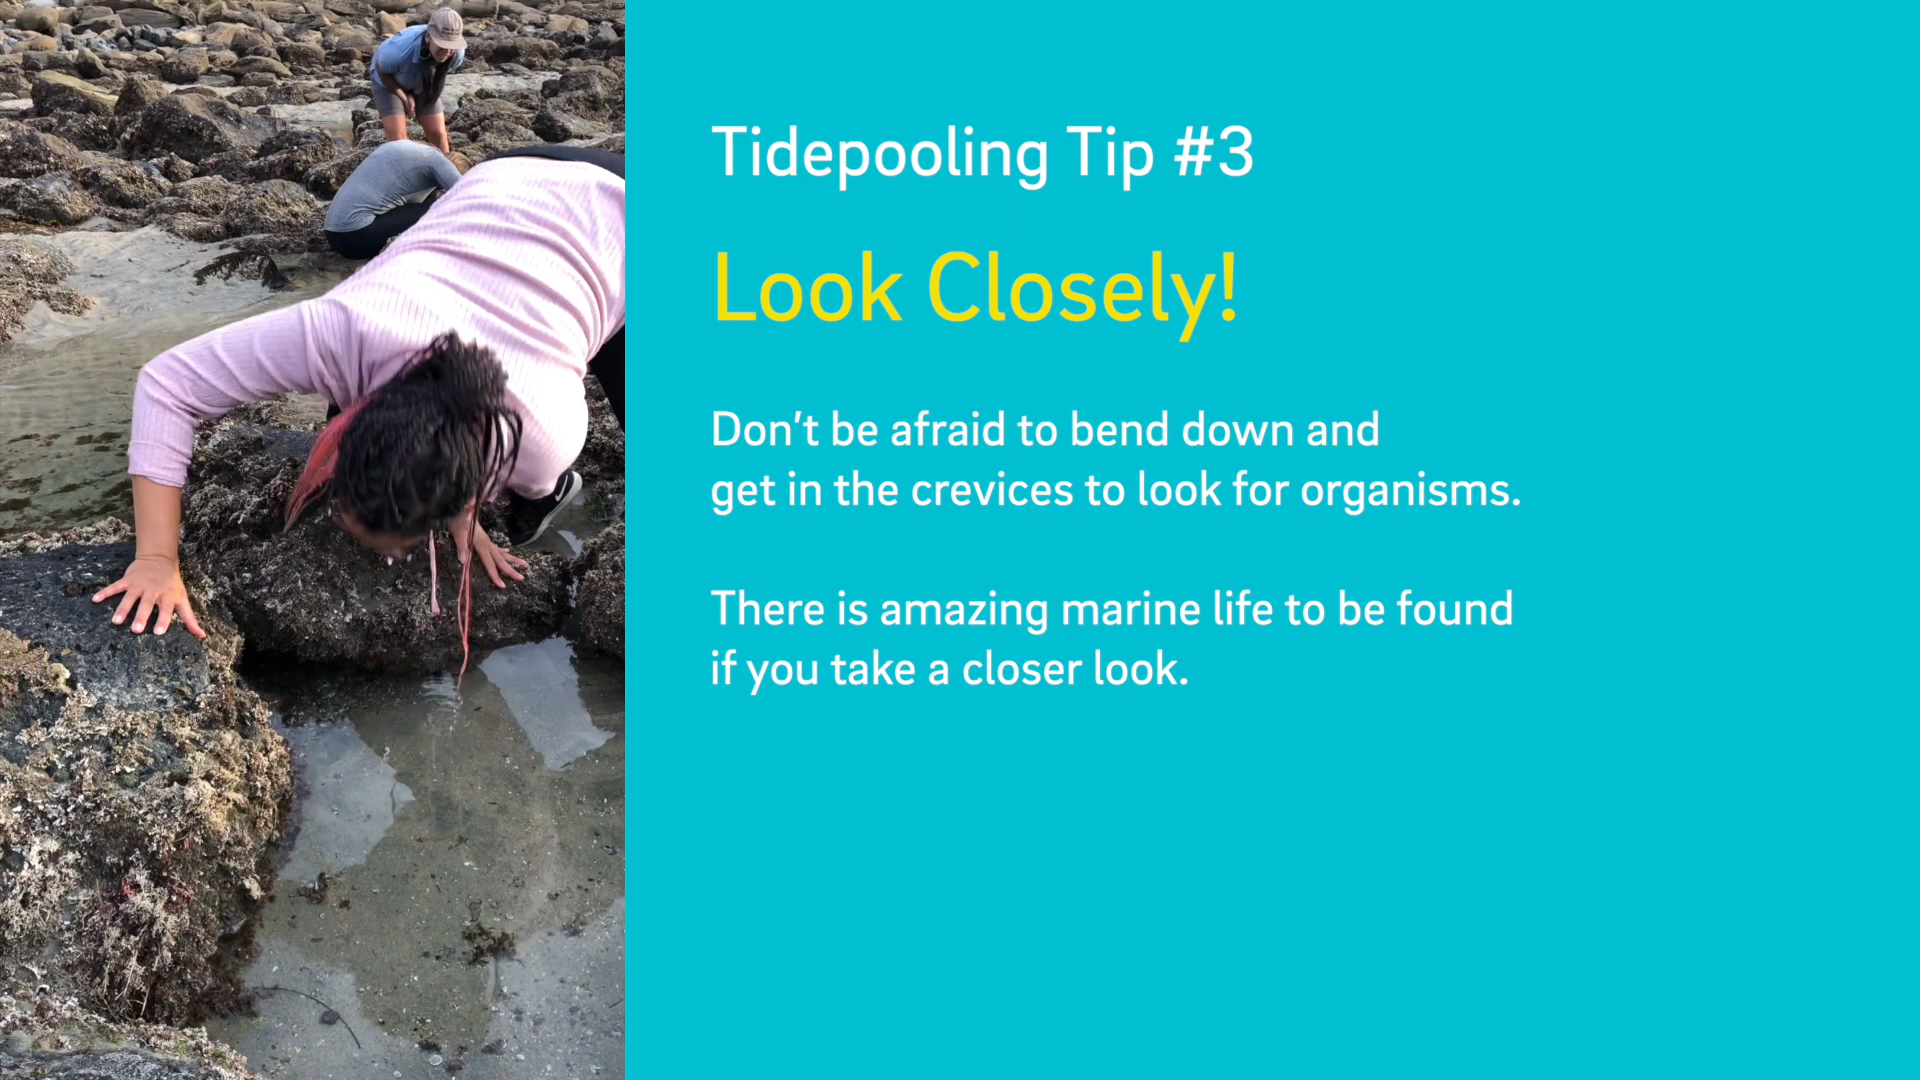 Tidepooling Tip #3
Look Closely!
Don’t be afraid to bend down and
get in the crevices to look for organisms.
There is amazing marine life to be found
if you take a closer look.